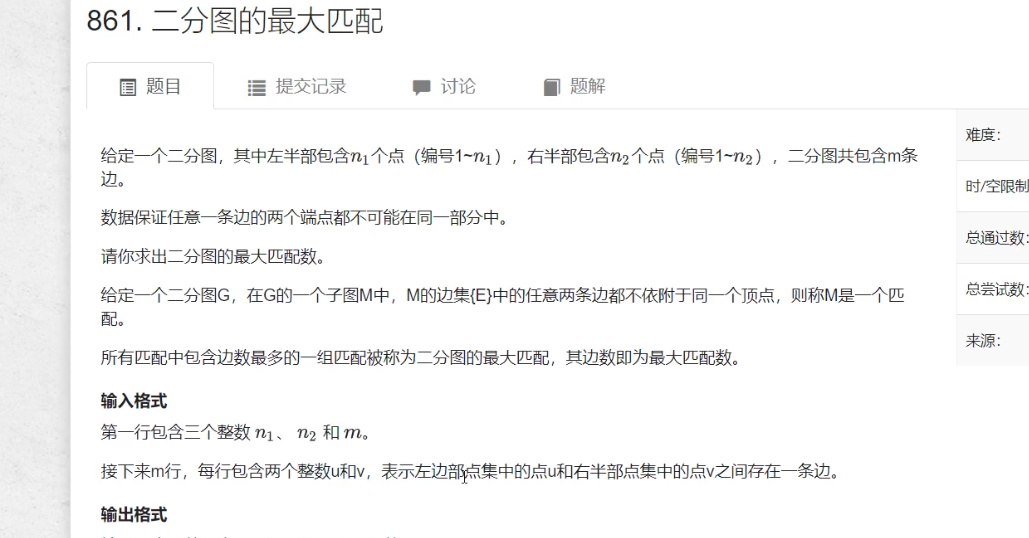 861. 二分图的最大匹配
题目 提交记录 讨论 题解
给定一个二分图，其中左半部包含n₁个点（编号1~n₁），右半部包含n₂个点（编号1~n₂），二分图共包含m条
边。
数据保证任意一条边的两个端点都不可能在同一部分中。
请你求出二分图的最大匹配数。
给定一个二分图G，在G的一个子图M中，M的边集{E}中的任意两条边都不依附于同一个顶点，则称M是一个匹
配。
所有匹配中包含边数最多的一组匹配被称为二分图的最大匹配，其边数即为最大匹配数。
输入格式
第一行包含三个整数 n₁、 n₂ 和 m。
接下来m行，每行包含两个整数u和v，表示左边部点集中的点u和右半部点集中的点v之间存在一条边。
输出格式
难度：
时/空限制
总通过数：
总尝试数：
来源：